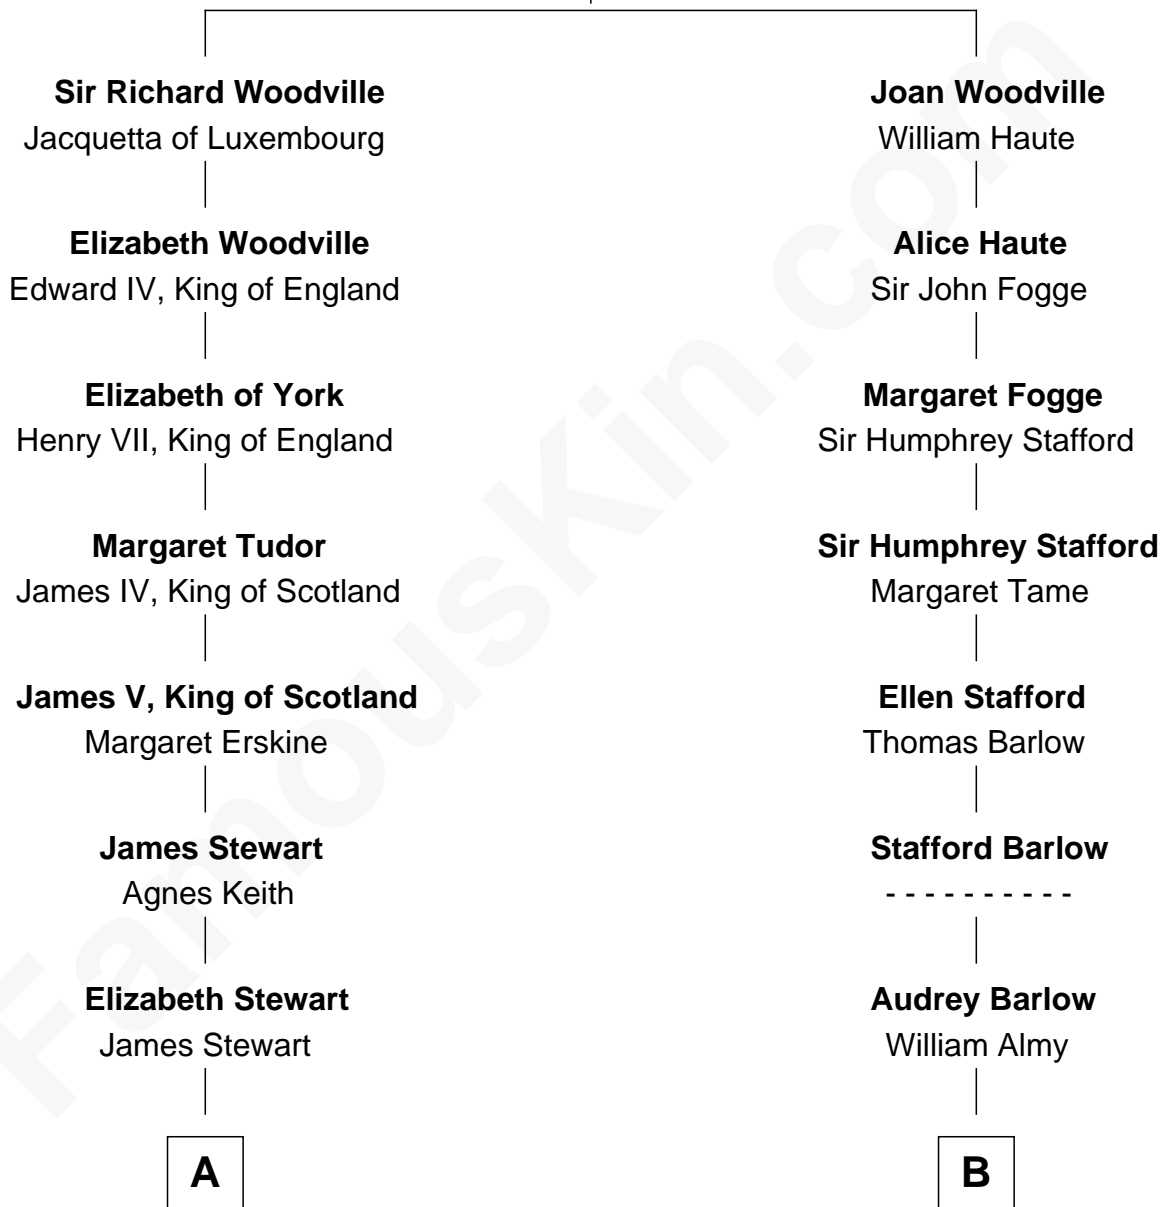 Sir Richard Woodville
Jacquetta of Luxembourg
Elizabeth Woodville
Edward IV, King of England
Elizabeth of York
Henry VII, King of England
Margaret Tudor
James IV, King of Scotland
James V, King of Scotland
Margaret Erskine
James Stewart
Agnes Keith
Elizabeth Stewart
James Stewart
A
Joan Woodville
William Haute
Alice Haute
Sir John Fogge
Margaret Fogge
Sir Humphrey Stafford
Sir Humphrey Stafford
Margaret Tame
Ellen Stafford
Thomas Barlow
Stafford Barlow
- - - - - - - - - -
Audrey Barlow
William Almy
B
FamousKin.com